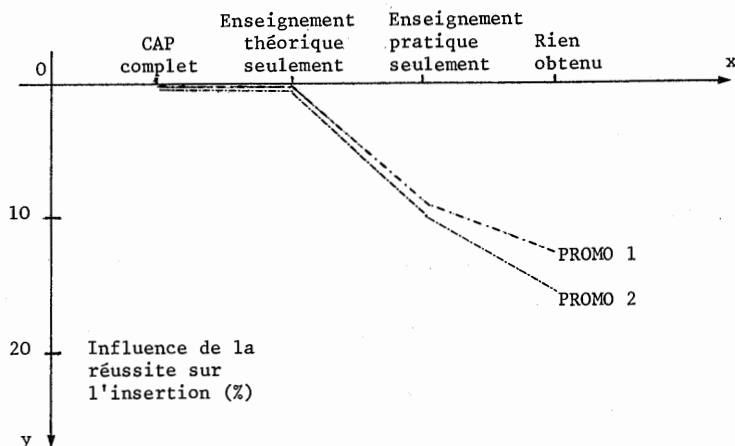 Enseignement
théorique
seulement
Enseignement
pratique
seulement
CAP
complet
Rien
obtenu
0
x
10
PROMO 1
PROMO 2
20
Influence de la
réussite sur
l'insertion (%)
y